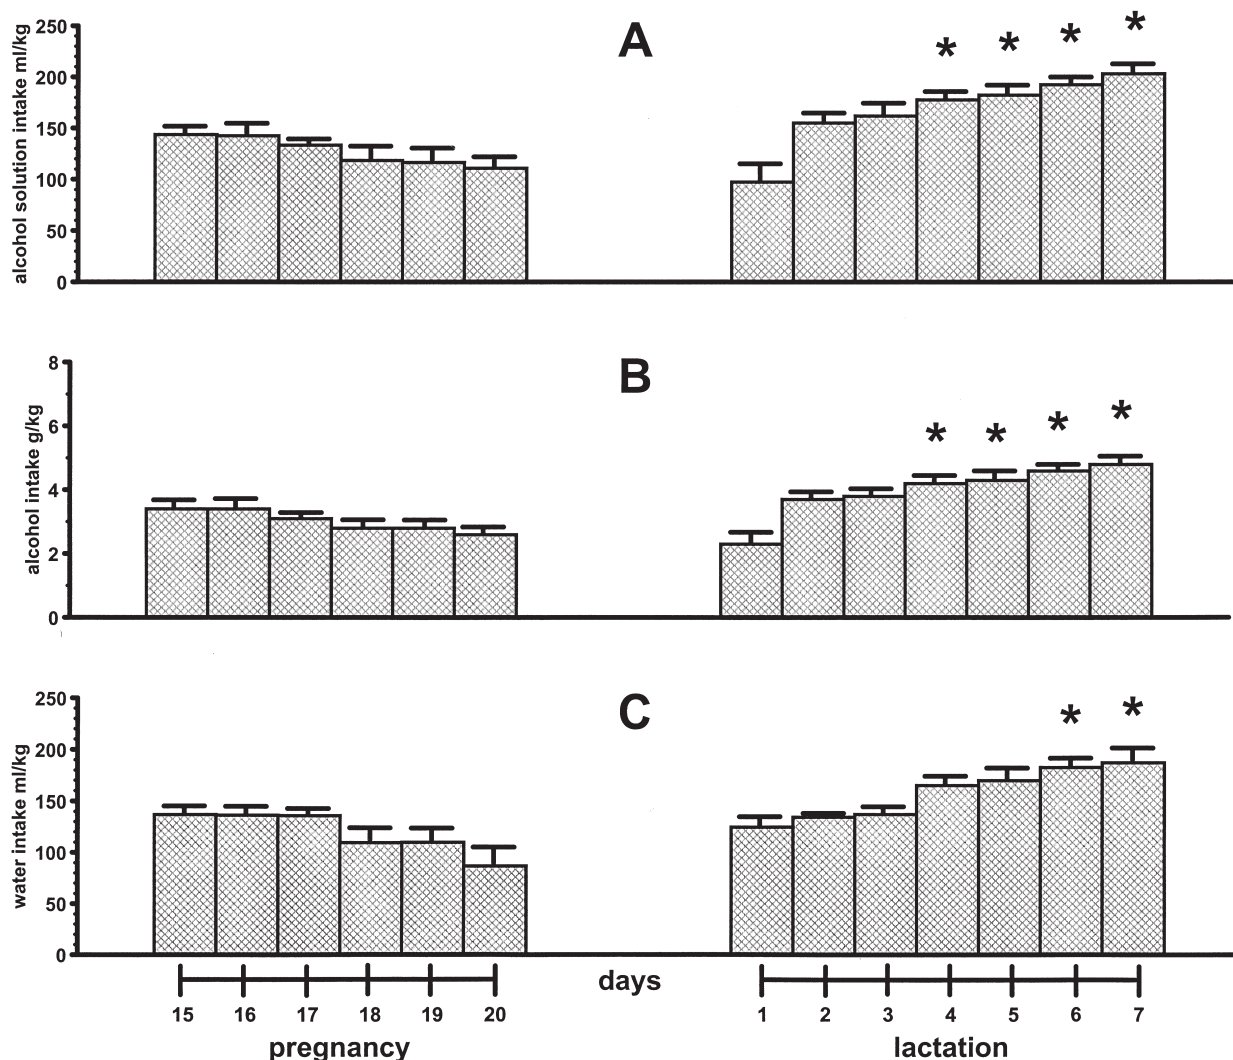 A
alcohol solution intake ml/kg
250
200
150
100
50
0
* * * *
B
alcohol intake g/kg
8
6
4
2
0
* * * *
C
water intake ml/kg
250
200
150
100
50
0
* *
days
15 16 17 18 19 20 1 2 3 4 5 6 7
pregnancy lactation